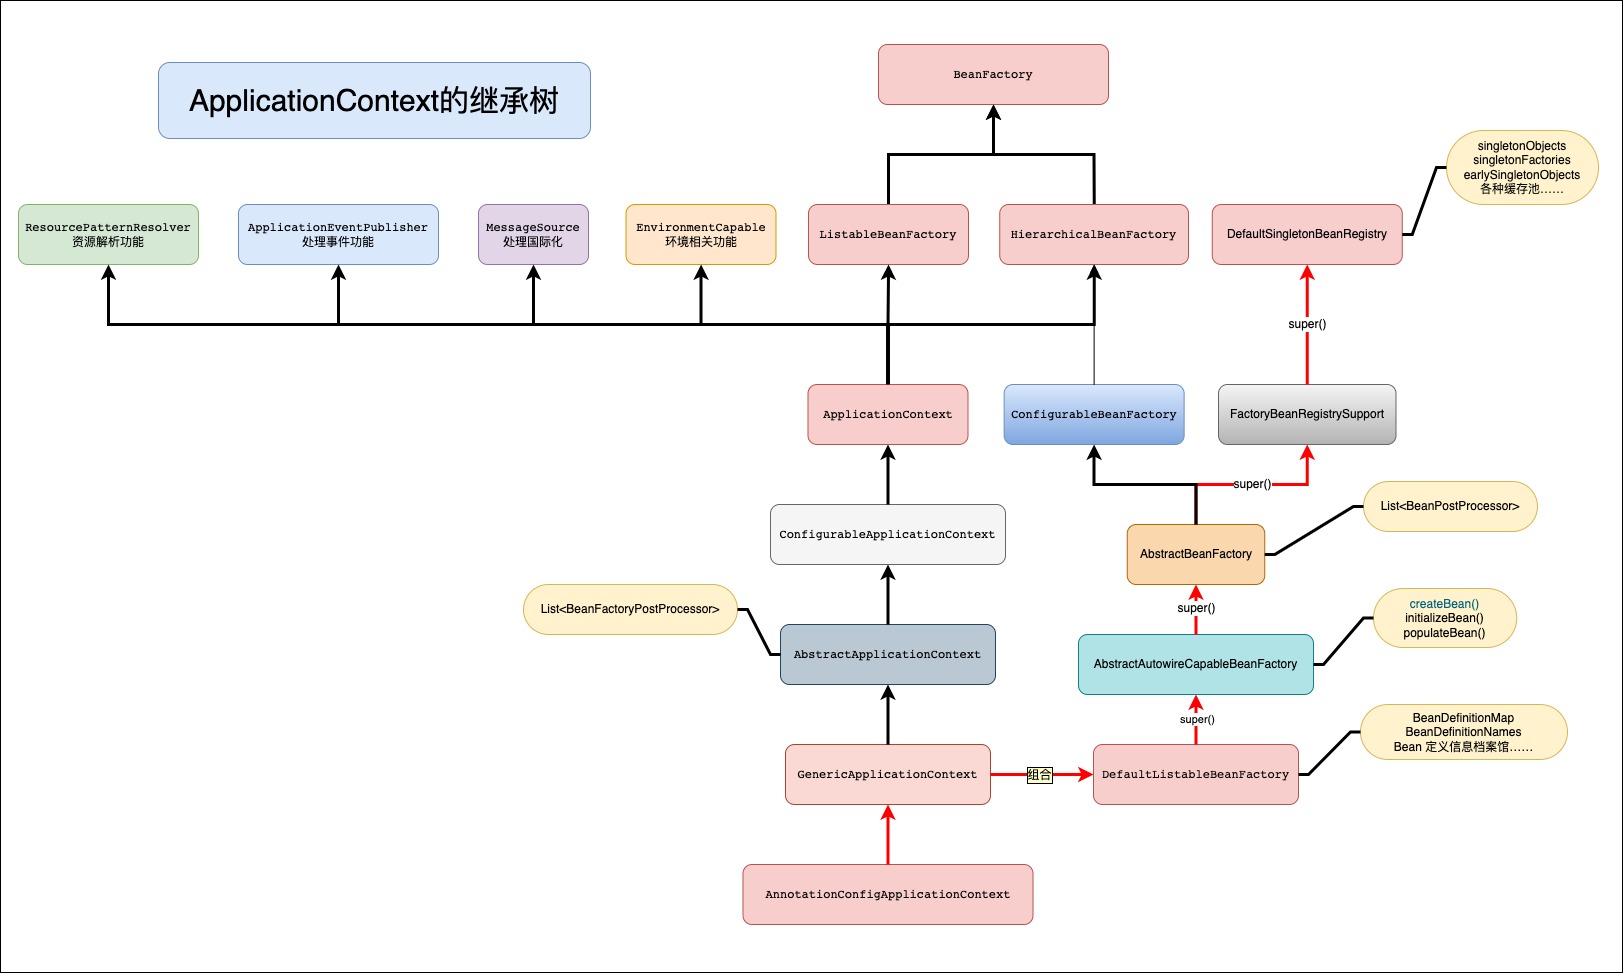 BeanFactory
ApplicationContext的继承树
singletonObjects
singletonFactories
earlySingletonObjects
各种缓存池……
ResourcePatternResolver
资源解析功能
ApplicationEventPublisher
处理事件功能
MessageSource
处理国际化
EnvironmentCapable
环境相关功能
ListableBeanFactory
HierarchicalBeanFactory
DefaultSingletonBeanRegistry
super()
ApplicationContext
ConfigurableBeanFactory
FactoryBeanRegistrySupport
super()
List<BeanPostProcessor>
ConfigurableApplicationContext
AbstractBeanFactory
List<BeanFactoryPostProcessor>
super()
createBean()
initializeBean()
populateBean()
AbstractApplicationContext
AbstractAutowireCapableBeanFactory
super()
BeanDefinitionMap
BeanDefinitionNames
Bean 定义信息档案馆……
GenericApplicationContext
组合
DefaultListableBeanFactory
AnnotationConfigApplicationContext